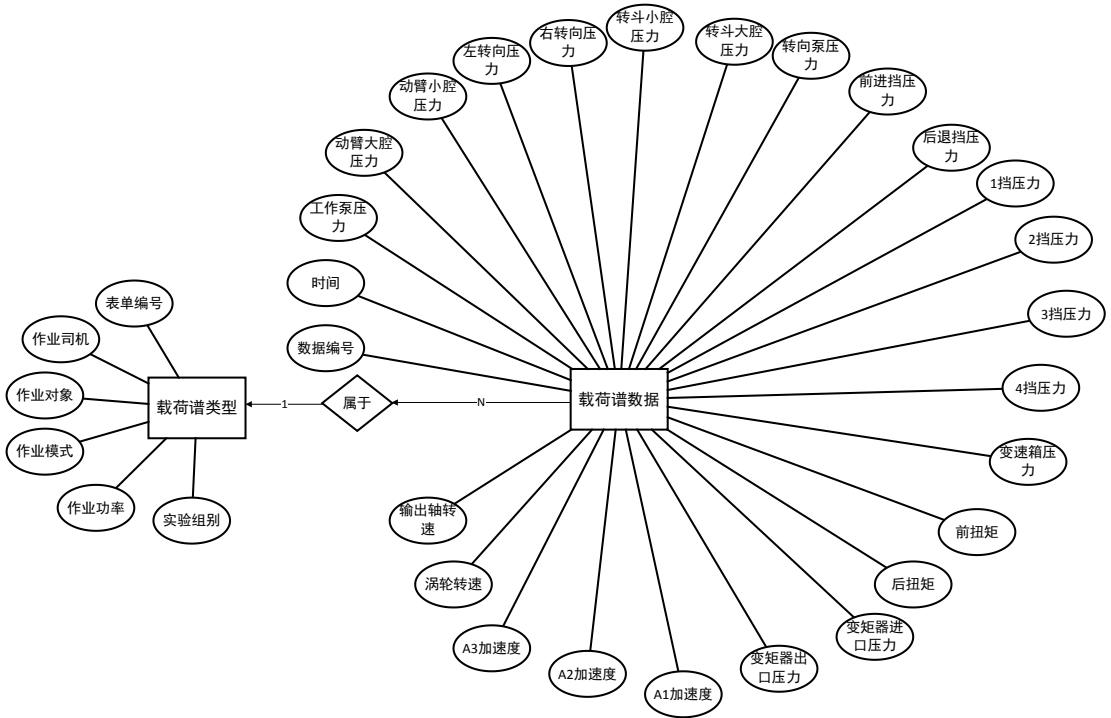 转斗小腔
压力
右转向压
力
转斗大腔
压力
左转向压
力
转向泵压
力
动臂小腔
压力
前进挡压
力
动臂大腔
压力
后退挡压
力
1挡压力
工作泵压
力
2挡压力
时间
表单编号
3挡压力
作业司机
数据编号
作业对象
4挡压力
载荷谱类型
1
属于
N
载荷谱数据
作业模式
变速箱压
力
作业功率
实验组别
输出轴转
速
前扭矩
涡轮转速
后扭矩
变矩器进
口压力
A3加速度
变矩器出
口压力
A2加速度
A1加速度